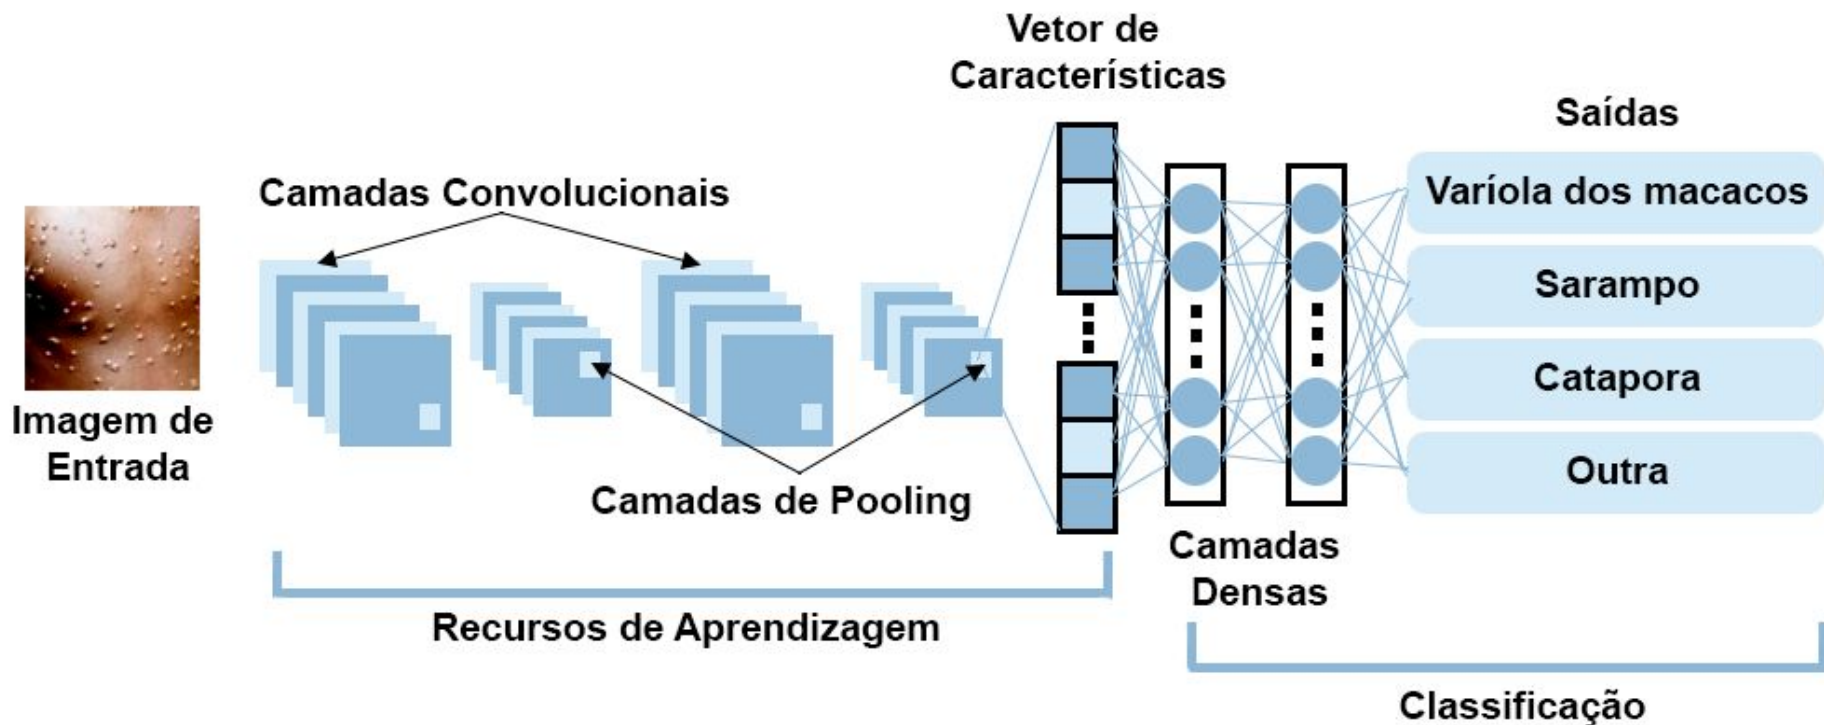 Vetor de
Características
Saídas
Camadas Convolucionais
Varíola dos macacos
Sarampo
Catapora
Outra
Imagem de
Entrada
Camadas de Pooling
Camadas
Densas
Recursos de Aprendizagem
Classificação